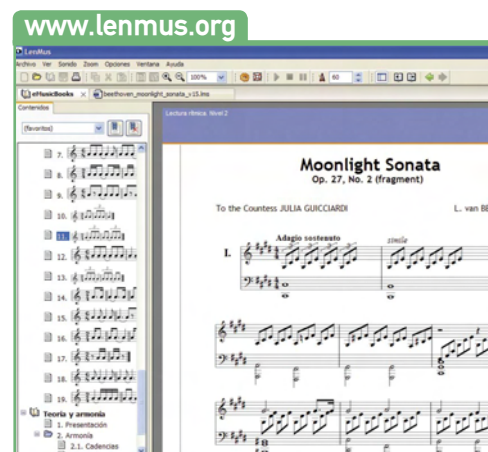 www.lenmus.org
LenMus
Archivo Ver Sonido Zoom Opciones Ventana Ayuda
100%
60
eMusicBooks
beethoven_moonlight_sonata_v15.lms
Contenidos
Lectura rítmica. Nivel 2
(favoritos)
7.
8.
9.
10.
11.
12.
13.
14.
15.
16.
17.
18.
19.
Teoría y armonía
1. Presentación
2. Armonía
2.1. Cadencias
Moonlight Sonata
Op. 27, No. 2 (fragment)
To the Countess JULIA GUICCIARDI
L. van BE
Adagio sostenuto
simile
I.